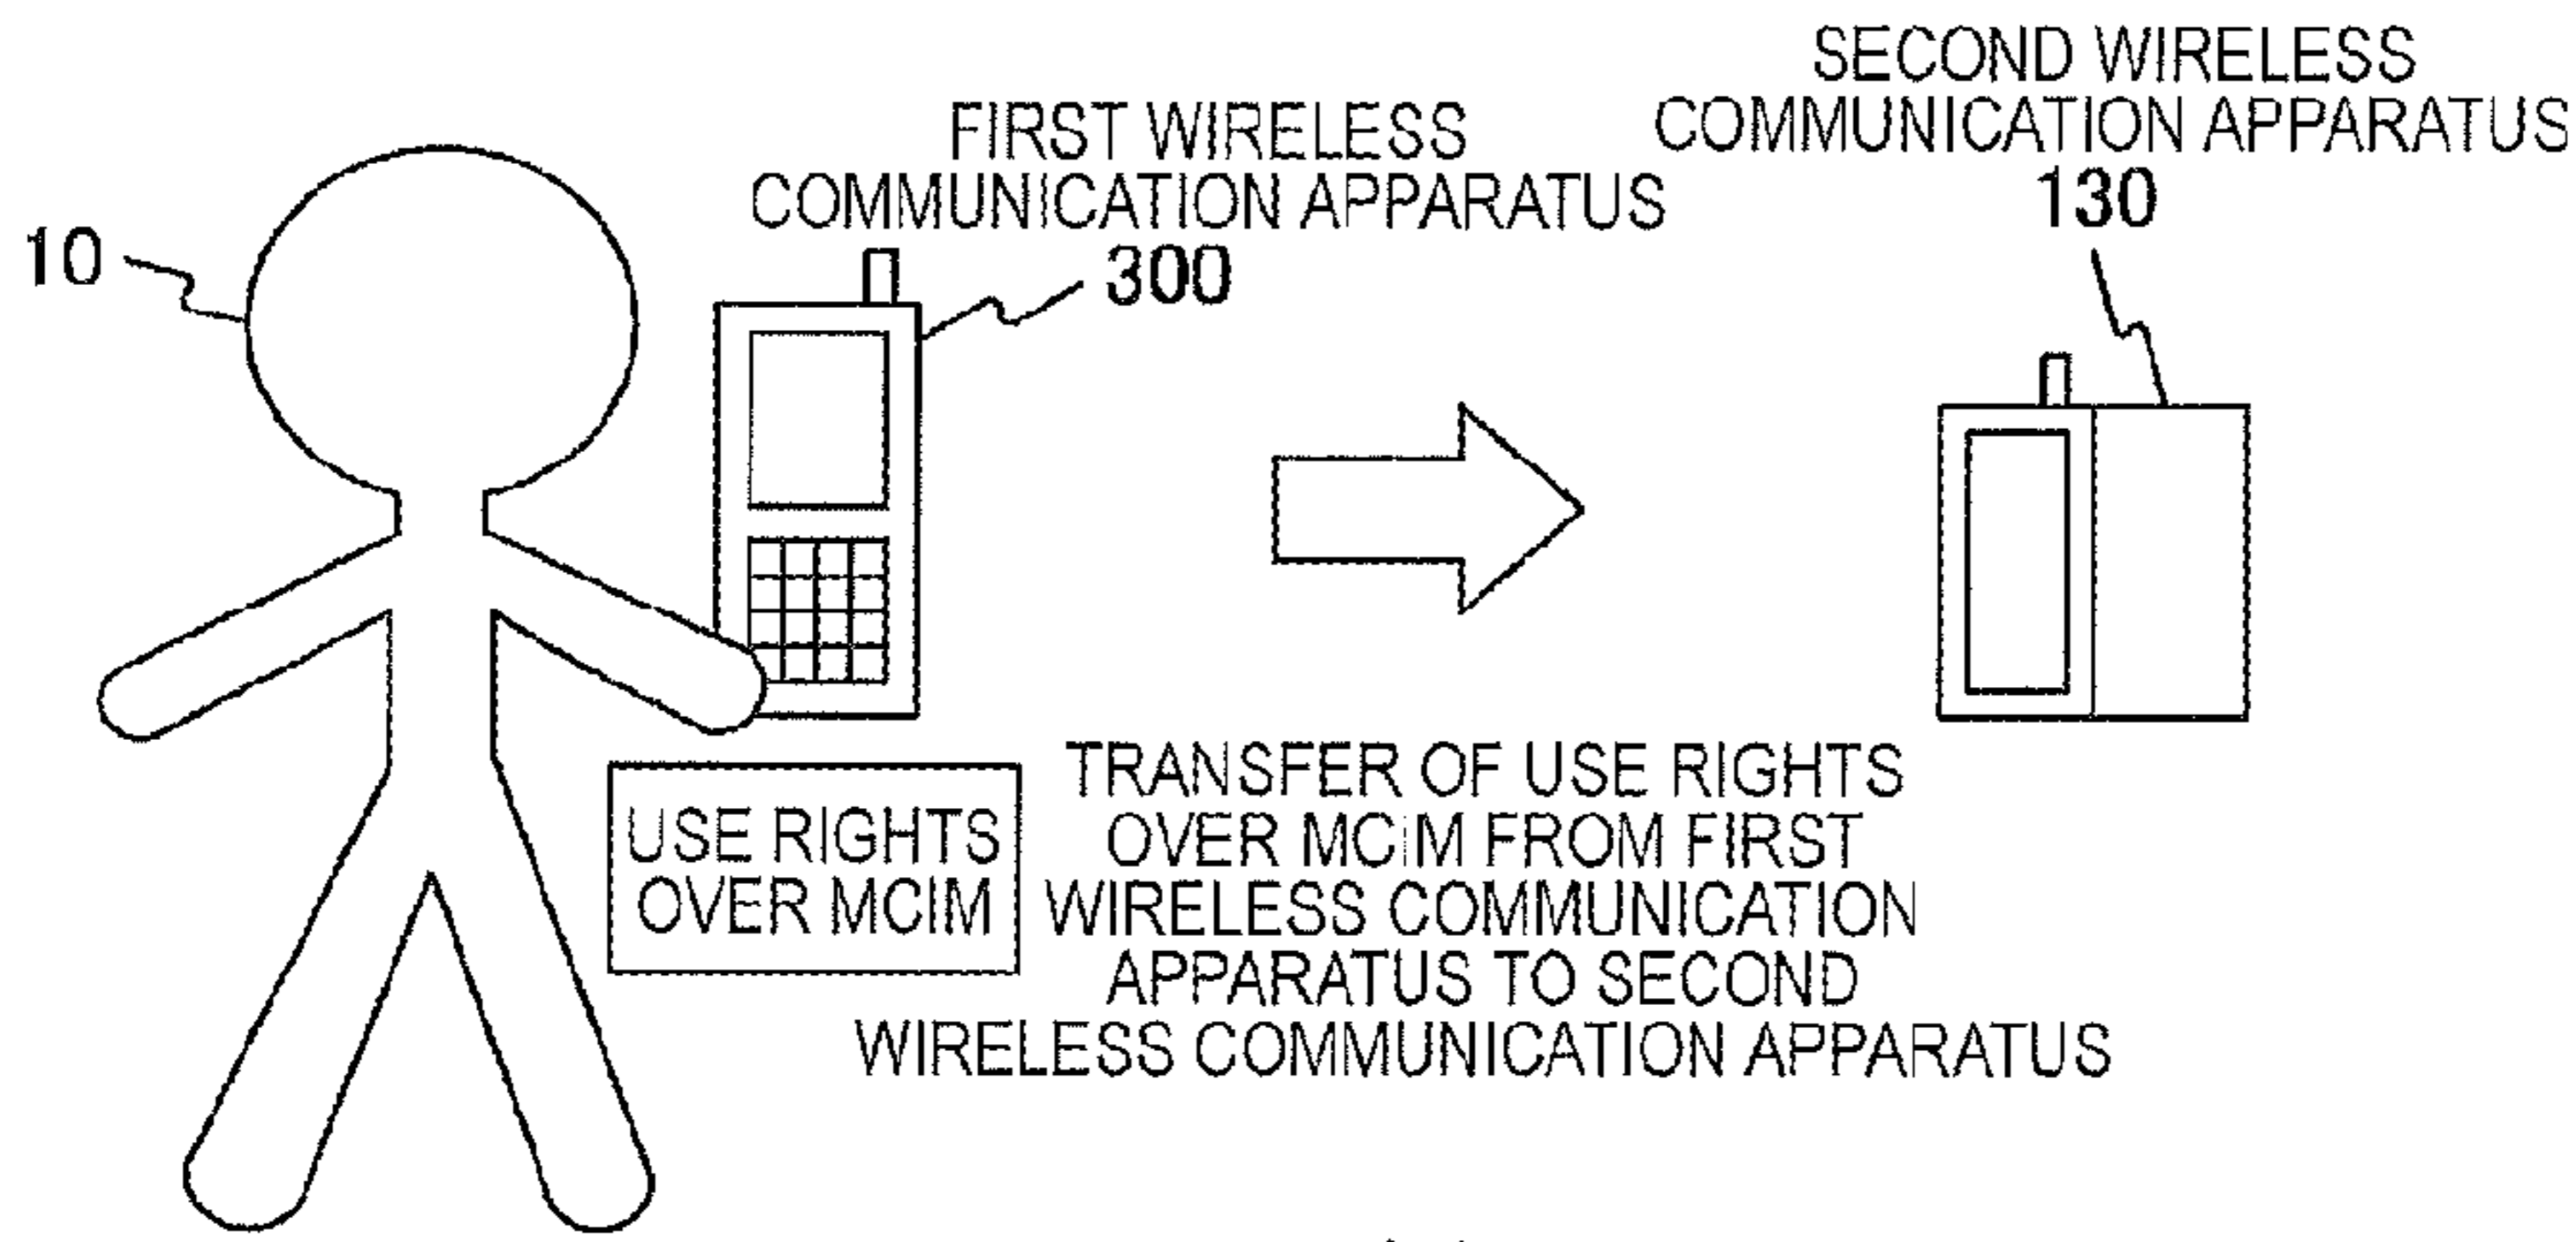 SECOND WIRELESS
COMMUNICATION APPARATUS
130
FIRST WIRELESS
COMMUNICATION APPARATUS
300
10
USE RIGHTS
OVER MCIM
TRANSFER OF USE RIGHTS
OVER MCIM FROM FIRST
WIRELESS COMMUNICATION
APPARATUS TO SECOND
WIRELESS COMMUNICATION APPARATUS